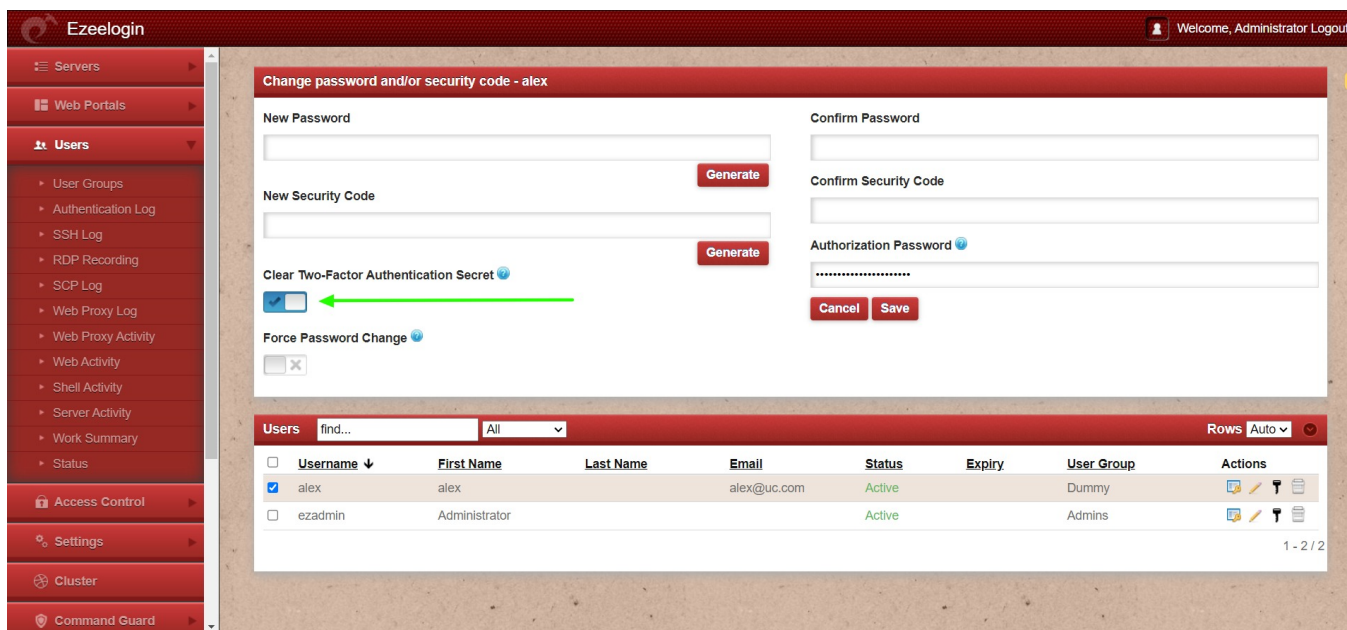 Ezeelogin
Welcome, Administrator Logout
Servers
Web Portals
Users
User Groups
Authentication Log
SSH Log
RDP Recording
SCP Log
Web Proxy Log
Web Proxy Activity
Web Activity
Shell Activity
Server Activity
Work Summary
Status
Access Control
Settings
Cluster
Command Guard
Change password and/or security code - alex
New Password
Confirm Password
Generate
New Security Code
Confirm Security Code
Generate
Authorization Password
••••••••••••••••••••••
Clear Two-Factor Authentication Secret
Cancel Save
Force Password Change
Users find... All Rows Auto
Username First Name Last Name Email Status Expiry User Group Actions
alex alex alex@uc.com Active Dummy
ezadmin Administrator Active Admins
1 - 2 / 2